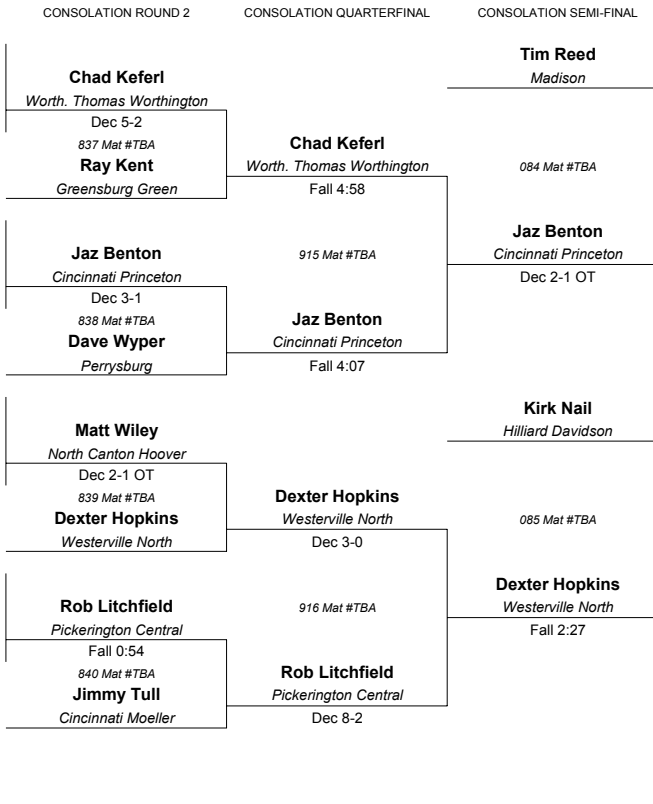 CONSOLATION ROUND 2
CONSOLATION QUARTERFINAL
CONSOLATION SEMI-FINAL
Chad Keferl
Worth. Thomas Worthington
Dec 5-2
837 Mat #TBA
Ray Kent
Greensburg Green
Jaz Benton
Cincinnati Princeton
Dec 3-1
838 Mat #TBA
Dave Wyper
Perrysburg
Matt Wiley
North Canton Hoover
Dec 2-1 OT
839 Mat #TBA
Dexter Hopkins
Westerville North
Rob Litchfield
Pickerington Central
Fall 0:54
840 Mat #TBA
Jimmy Tull
Cincinnati Moeller
Chad Keferl
Worth. Thomas Worthington
Fall 4:58
915 Mat #TBA
Jaz Benton
Cincinnati Princeton
Fall 4:07
Dexter Hopkins
Westerville North
Dec 3-0
916 Mat #TBA
Rob Litchfield
Pickerington Central
Dec 8-2
Tim Reed
Madison
084 Mat #TBA
Jaz Benton
Cincinnati Princeton
Dec 2-1 OT
Kirk Nail
Hilliard Davidson
085 Mat #TBA
Dexter Hopkins
Westerville North
Fall 2:27